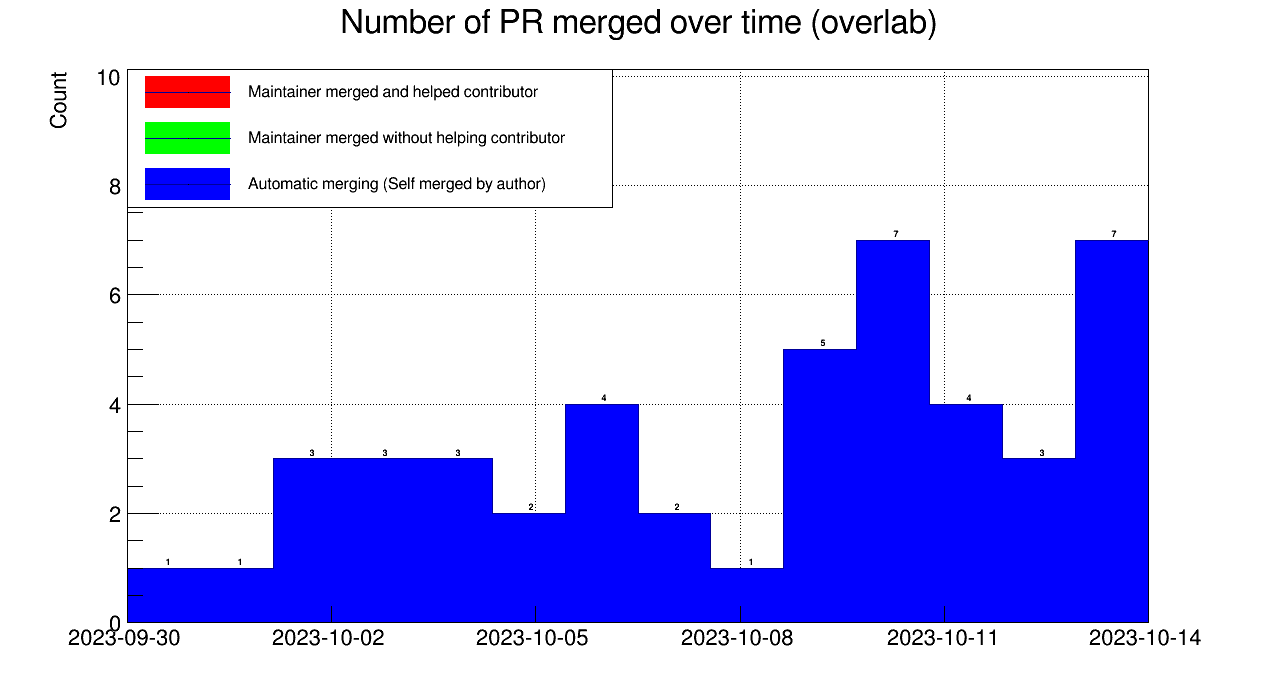 Number of PR merged over time (overlab)
Count
10
8
6
4
2
0
Maintainer merged and helped contributor
Maintainer merged without helping contributor
Automatic merging (Self merged by author)
1 1 3 3 3 2 4 2 1 5 7 4 3 7
2023-09-30 2023-10-02 2023-10-05 2023-10-08 2023-10-11 2023-10-14